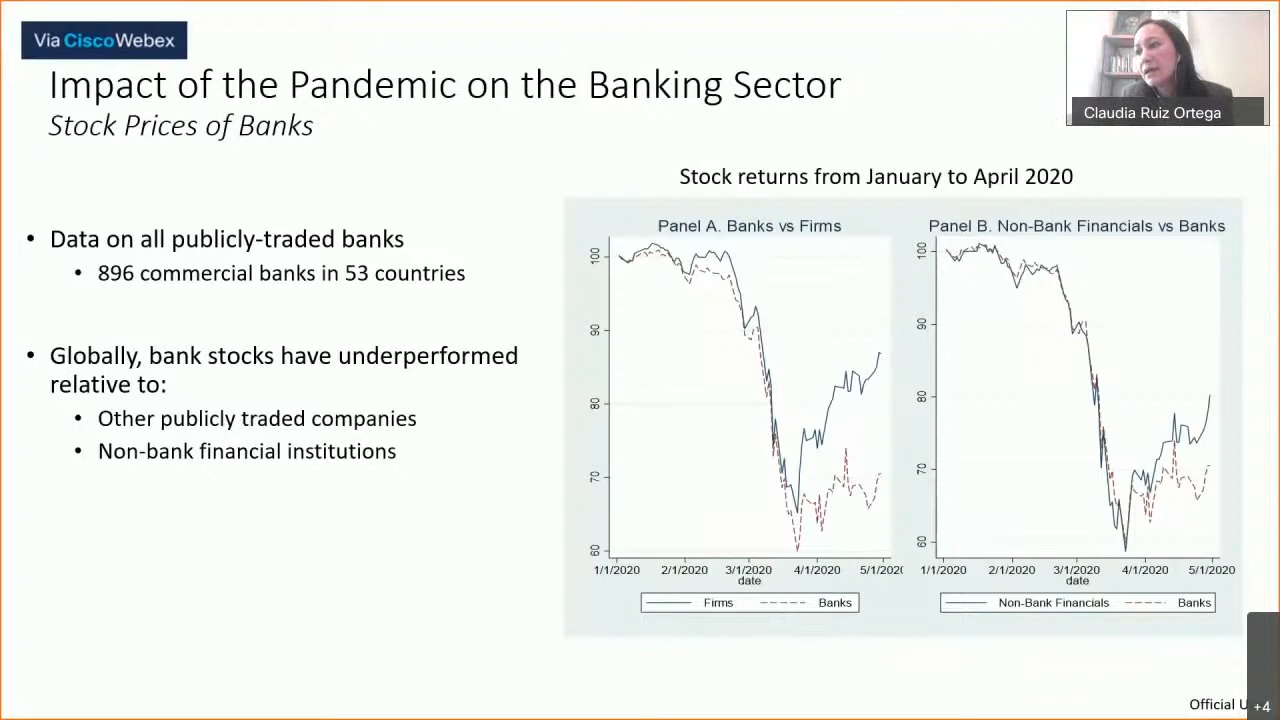 Via CiscoWebex
Impact of the Pandemic on the Banking Sector
Stock Prices of Banks
Claudia Ruiz Ortega
• Data on all publicly-traded banks
• 896 commercial banks in 53 countries
• Globally, bank stocks have underperformed
relative to:
• Other publicly traded companies
• Non-bank financial institutions
Stock returns from January to April 2020
Panel A. Banks vs Firms
100
90
80
70
60
1/1/2020 2/1/2020 3/1/2020 4/1/2020 5/1/2020
date
Firms Banks
Panel B. Non-Bank Financials vs Banks
100
90
80
70
60
1/1/2020 2/1/2020 3/1/2020 4/1/2020 5/1/2020
date
Non-Bank Financials Banks
Official U
+4